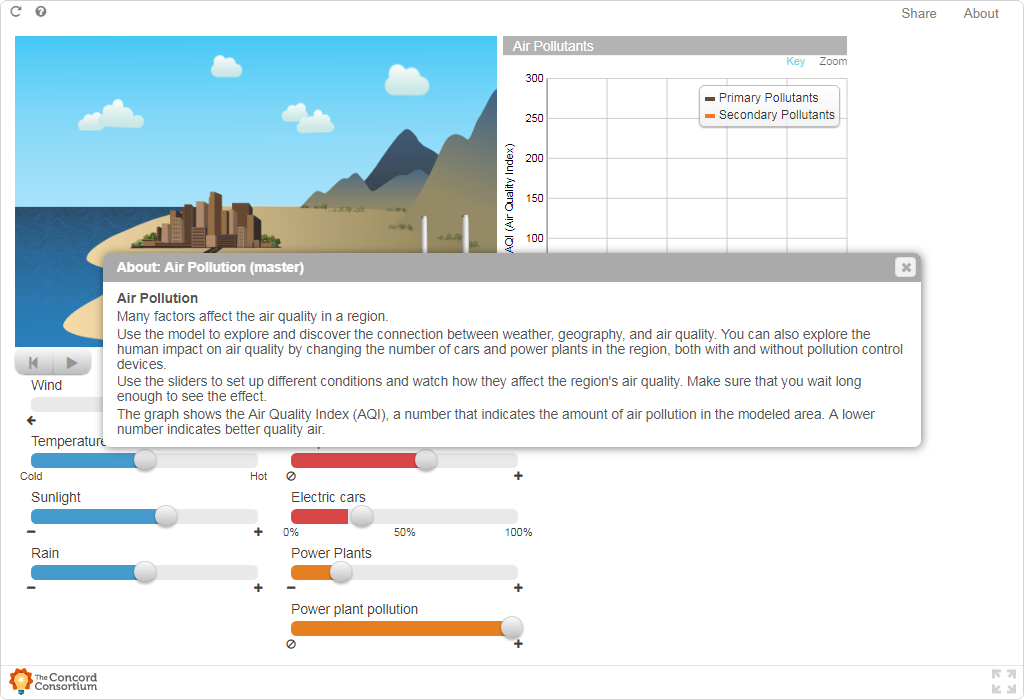 Share About
Air Pollutants
Key Zoom
300
Primary Pollutants
Secondary Pollutants
250
200
150
100
AQI (Air Quality Index)
About: Air Pollution (master)
Air Pollution
Many factors affect the air quality in a region.
Use the model to explore and discover the connection between weather, geography, and air quality. You can also explore the
human impact on air quality by changing the number of cars and power plants in the region, both with and without pollution control
devices.
Use the sliders to set up different conditions and watch how they affect the region's air quality. Make sure that you wait long
enough to see the effect.
The graph shows the Air Quality Index (AQI), a number that indicates the amount of air pollution in the modeled area. A lower
number indicates better quality air.
Wind
Temperature
Cold Hot
Sunlight
Rain
Electric cars
0% 50% 100%
Power Plants
Power plant pollution
The Concord
Consortium